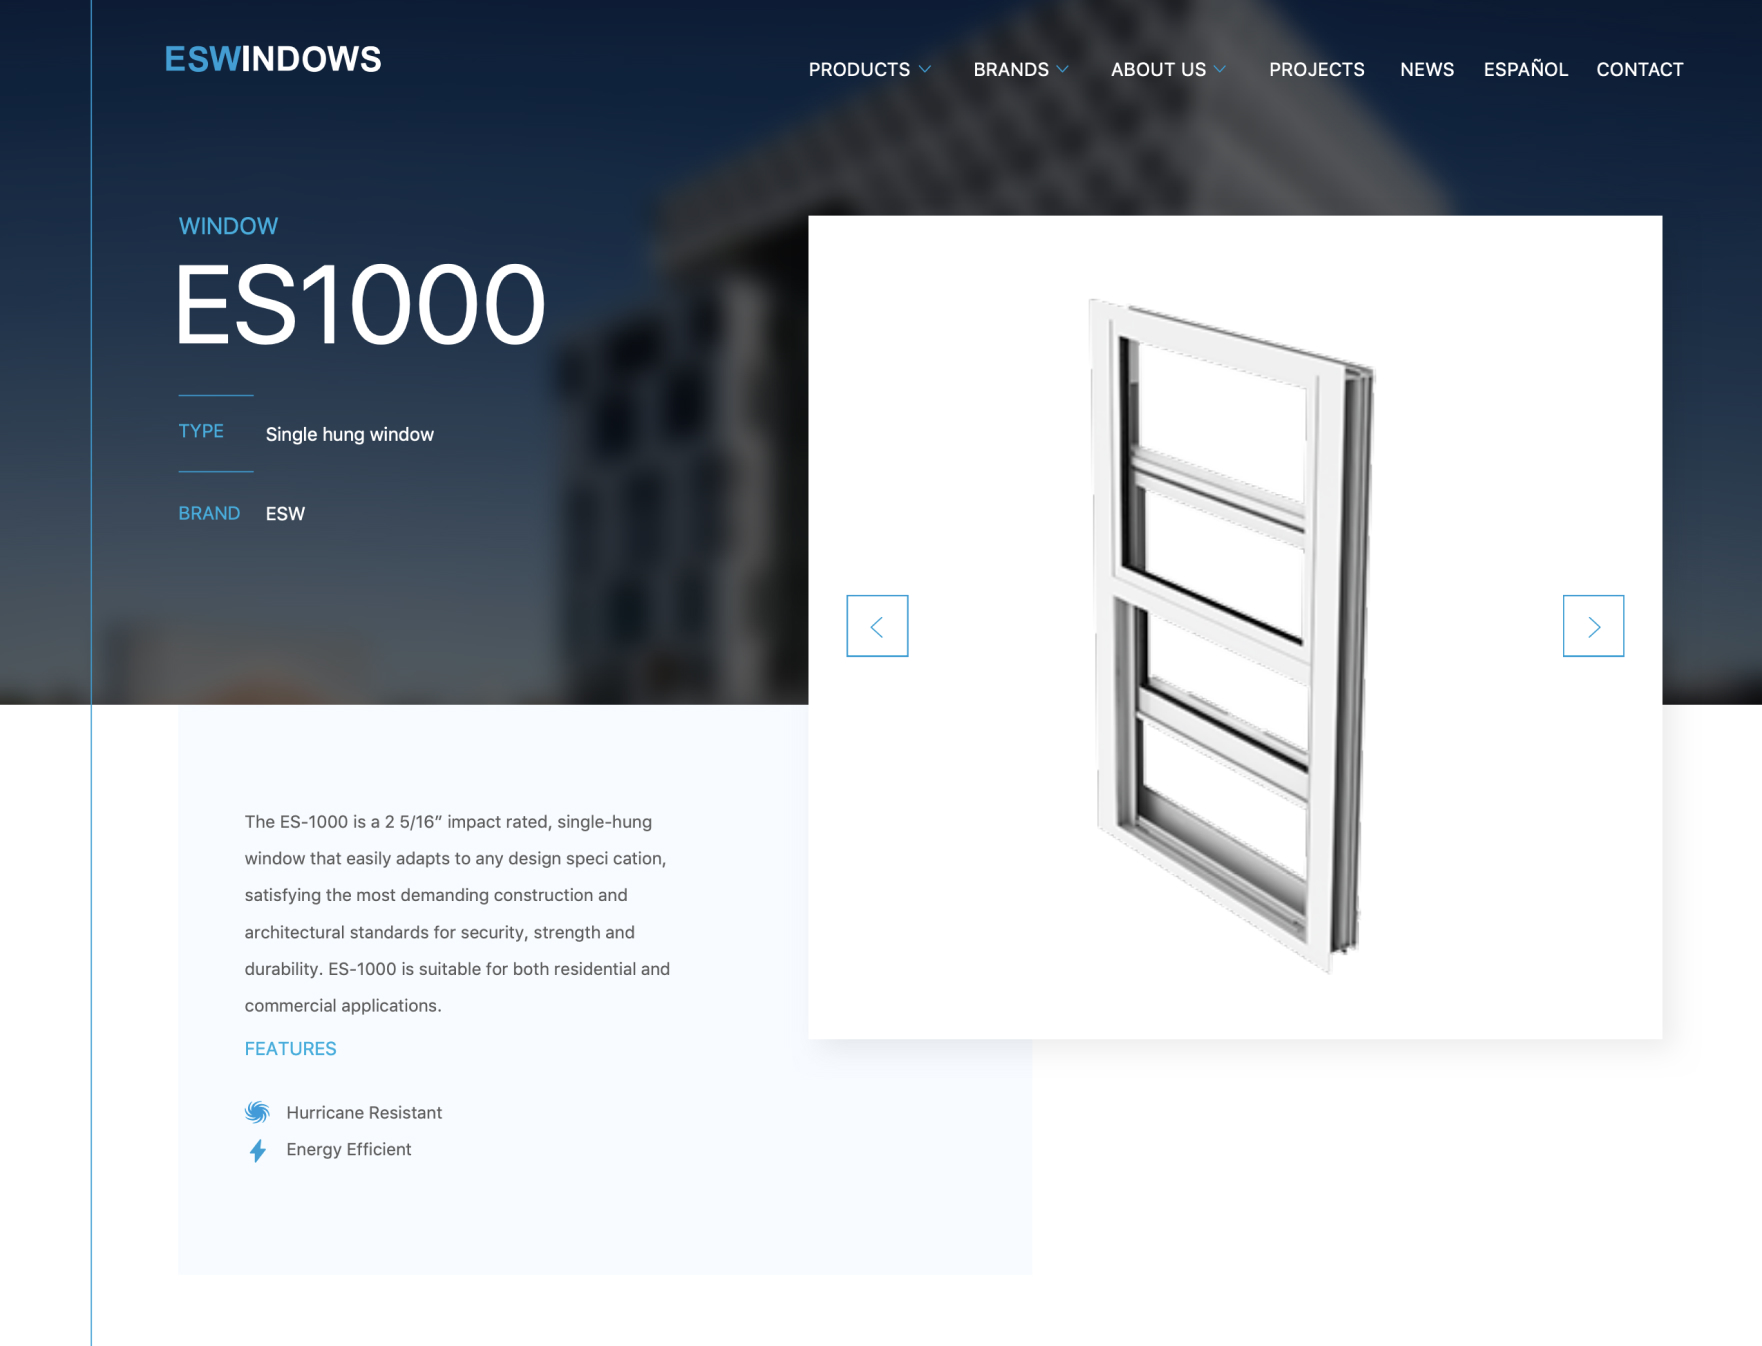 ESWINDOWS
PRODUCTS BRANDS ABOUT US PROJECTS NEWS ESPAÑOL CONTACT
WINDOW
ES1000
TYPE Single hung window
BRAND ESW
The ES-1000 is a 2 5/16” impact rated, single-hung
window that easily adapts to any design speci cation,
satisfying the most demanding construction and
architectural standards for security, strength and
durability. ES-1000 is suitable for both residential and
commercial applications.
FEATURES
Hurricane Resistant
Energy Efficient